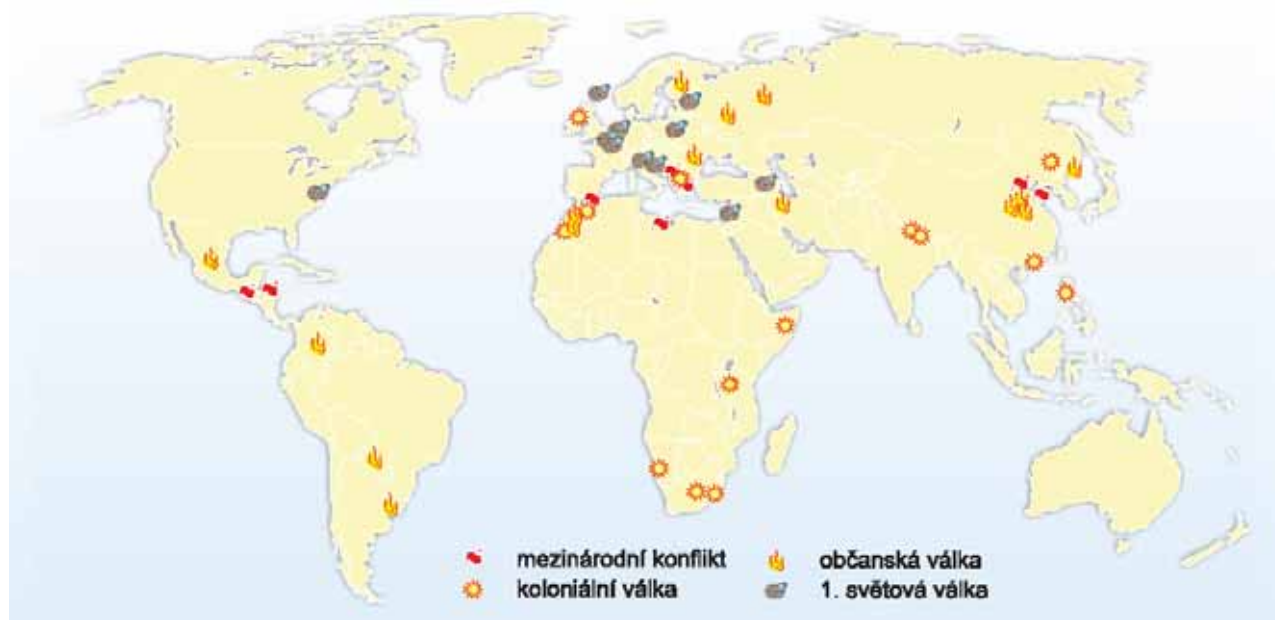 mezinárodní konflikt
koloniální válka
občanská válka
1. světová válka